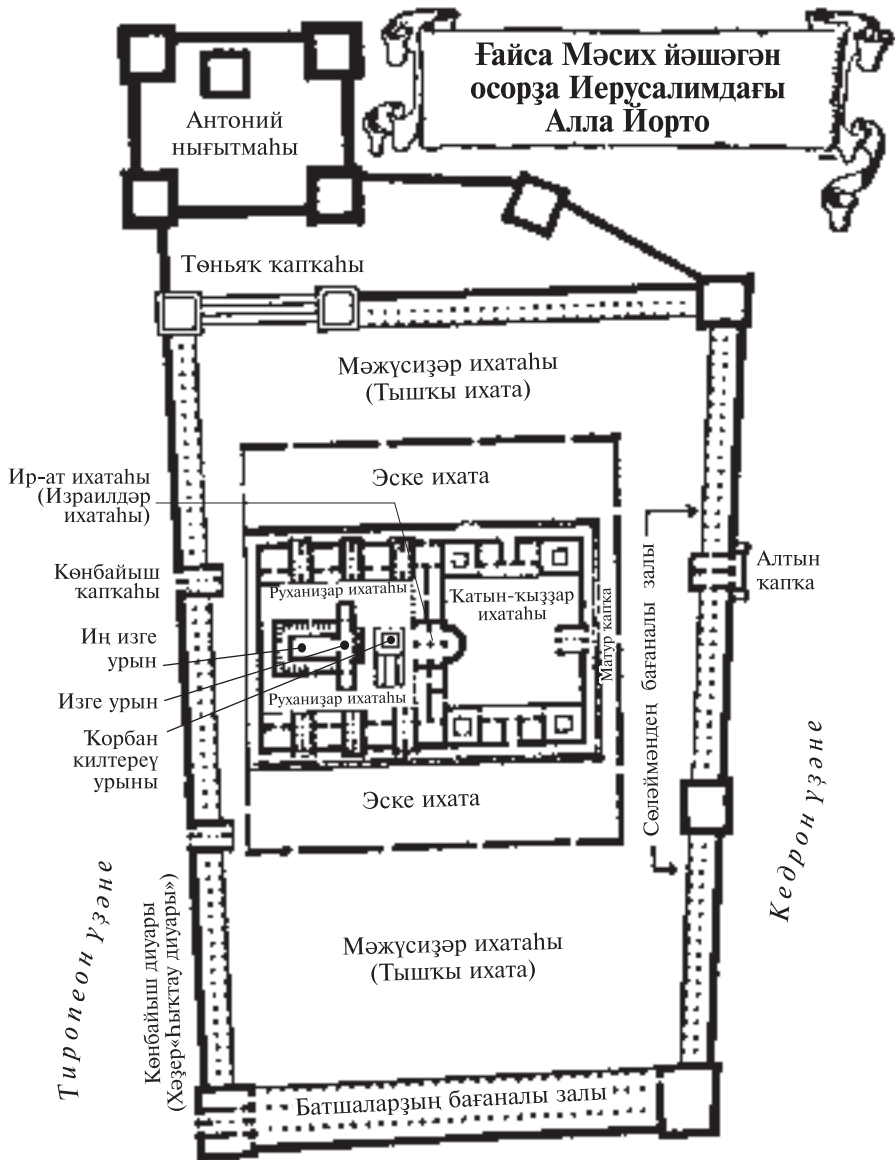 Ғайса Мәсих йәшәгән
осорҙа Иерусалимдағы
Алла Йорто
Антоний
нығытмаһы
Төньяҡ ҡапҡаһы
Мәжүсиҙәр ихатаһы
(Тышҡы ихата)
Эске ихата
Ир-ат ихатаһы
(Израилдәр
ихатаһы)
Көнбайыш
ҡапҡаһы
Руханиҙар ихатаһы
Ҡатын-ҡыҙҙар
ихатаһы
Матур ҡапҡа
Сөләймәндең бағаналы залы
Алтын
ҡапҡа
Иң изге
урын
Изге урын
Руханиҙар ихатаһы
Ҡорбан
килтереү
урыны
Эске ихата
Кедрон үҙәне
Тиропеон үҙәне
Көнбайыш диуары
(Хәҙер«Һыҡтау диуары»)
Мәжүсиҙәр ихатаһы
(Тышҡы ихата)
Батшаларҙың бағаналы залы